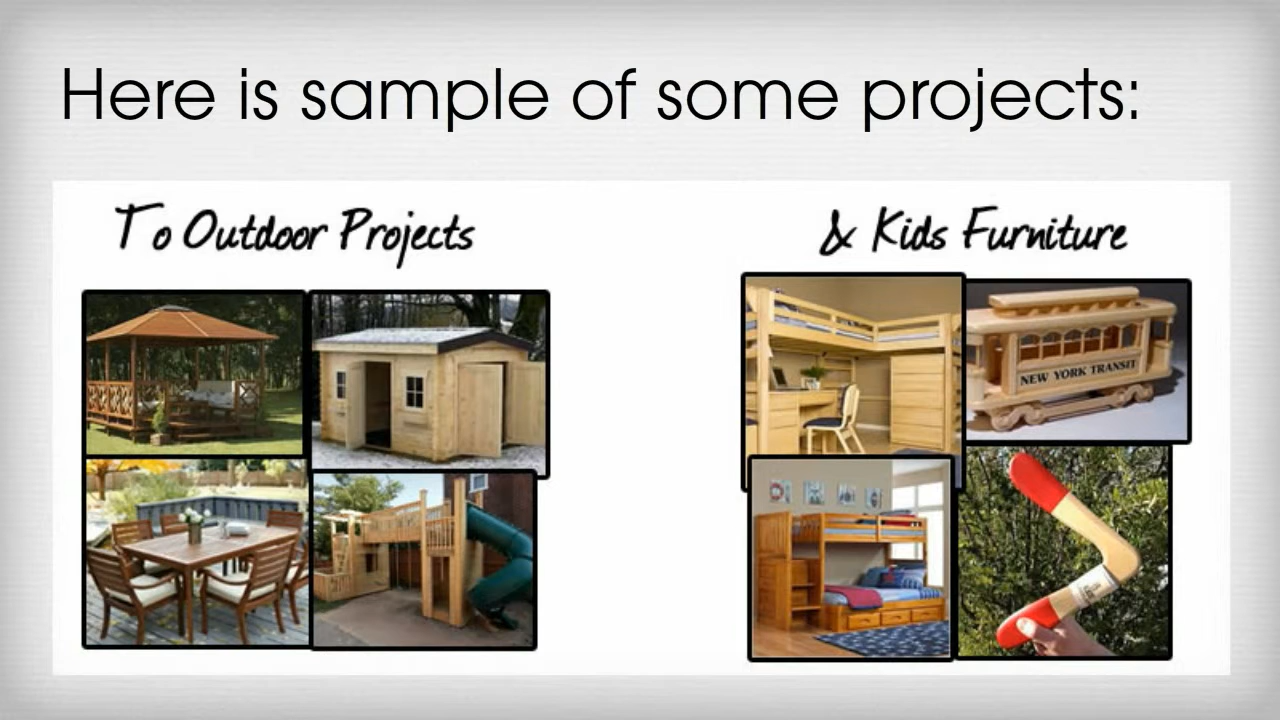 Here is sample of some projects:
To Outdoor Projects
& Kids Furniture
NEW YORK TRANSIT